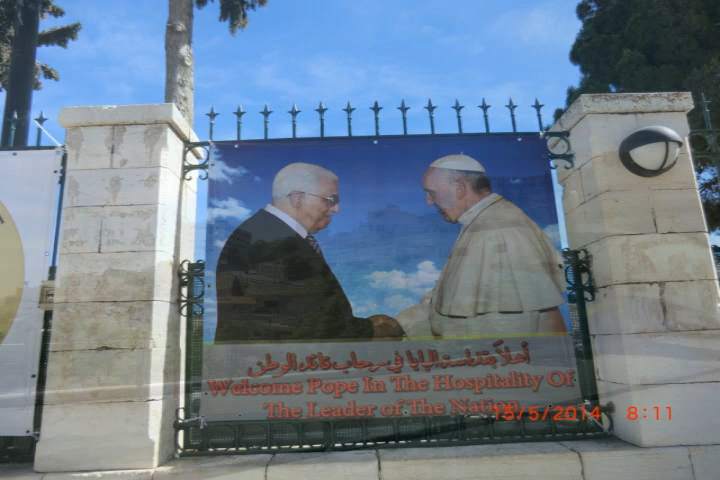 أهلاً بقداسة البابا في رحاب قائد الوطن
Welcome Pope In The Hospitality Of
The Leader of The Nation
15/5/2014 8:11